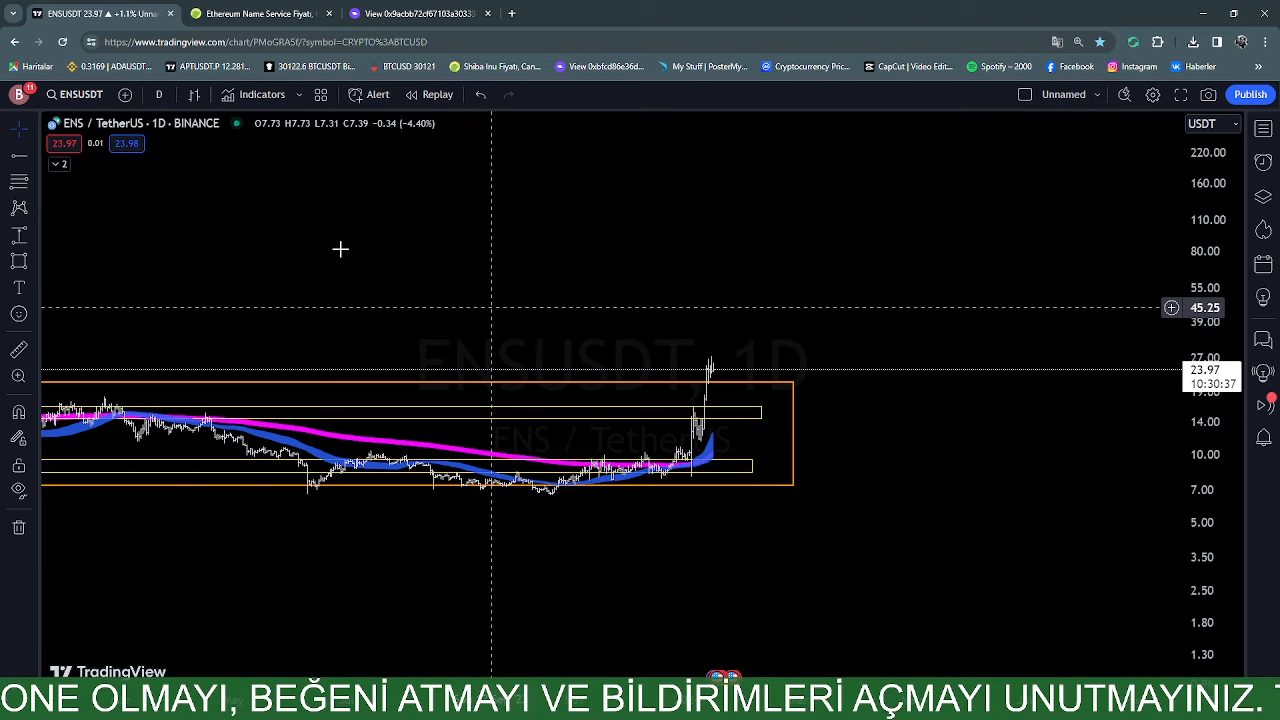 ENSUSDT 23.97 ▲ +1.1% Unna
Ethereum Name Service Fiyatı,
View 0x9acbb72cf67103a30333
https://www.tradingview.com/chart/PMoGRASf/?symbol=CRYPTO%3ABTCUSD
Haritalar
0.3169 | ADAUST...
APTUSDT.P 12.281...
30122.6 BTCUSDT Bi...
BTCUSD 30121
Shiba Inu Fiyatı, Can...
View 0xbfcd86e36d...
My Stuff | PosterMy...
Cryptocurrency Pric...
CapCut | Video Edit...
Spotify – 2000
Facebook
Instagram
Haberler
B
11
ENSUSDT
D
Indicators
Alert
Replay
Unnamed
Publish
ENS / TetherUS · 1D · BINANCE
O7.73 H7.73 L7.31 C7.39 −0.34 (−4.40%)
USDT
23.97
0.01
23.98
2
220.00
160.00
110.00
80.00
55.00
45.25
39.00
27.00
23.97
10:30:37
14.00
10.00
7.00
5.00
3.50
2.50
1.80
1.30
ENSUSDT, 1D
ENS / TetherUS
TradingView
ONE OLMAYI, BEĞENİ ATMAYI VE BİLDİRİMLERİ AÇMAYI UNUTMAYINIZ.